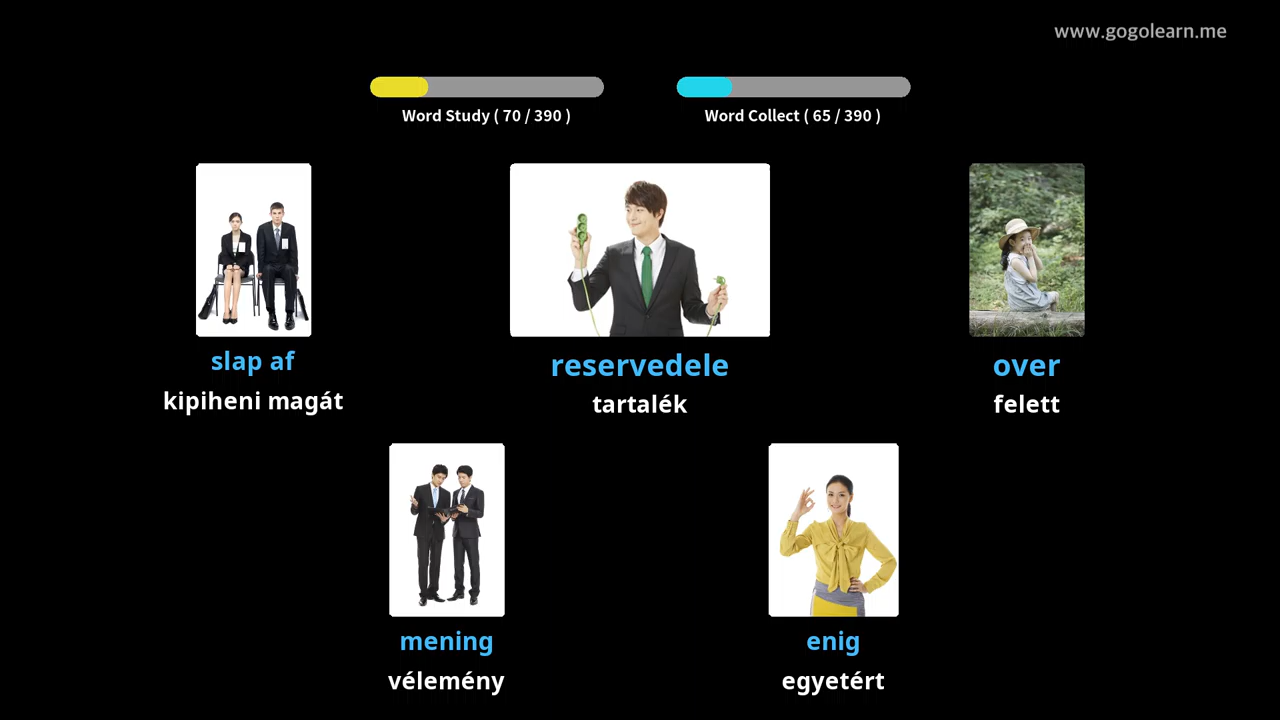 www.gogolearn.me
Word Study ( 70 / 390 )
Word Collect ( 65 / 390 )
slap af
kipiheni magát
reservedele
tartalék
over
felett
mening
vélemény
enig
egyetért